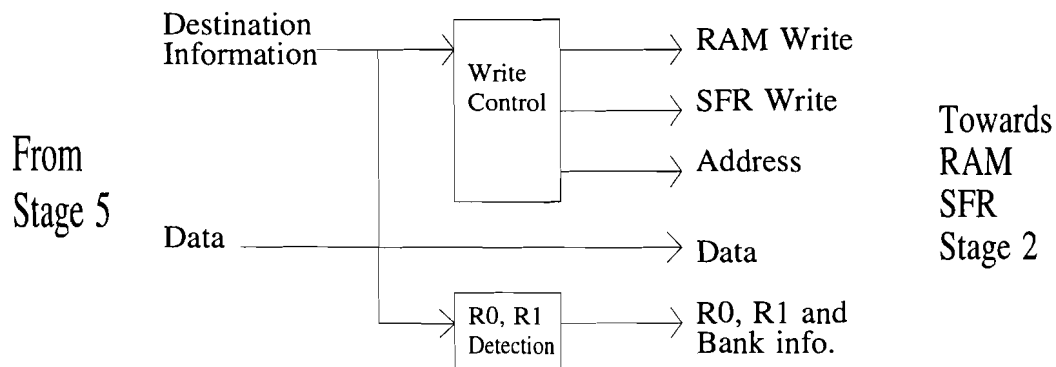 Destination
Information
RAM Write
Write
Control
SFR Write
Address
From
Stage 5
Towards
RAM
SFR
Stage 2
Data
Data
R0, R1
Detection
R0, R1 and
Bank info.